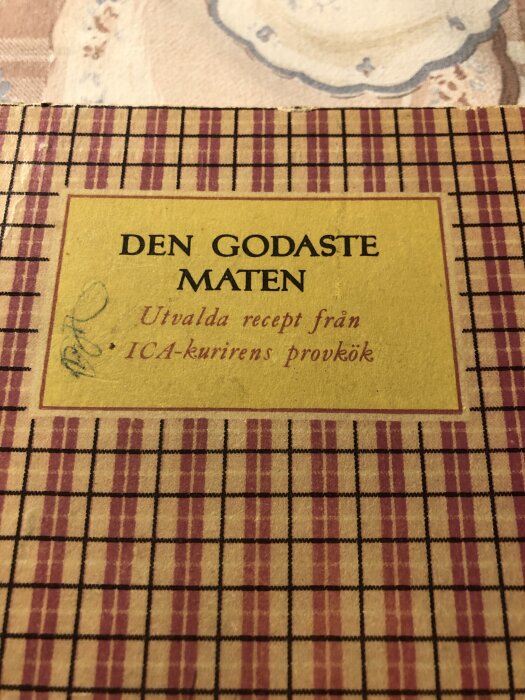 DEN GODASTE
MATEN
Utvalda recept från
ICA-kurirens provkök